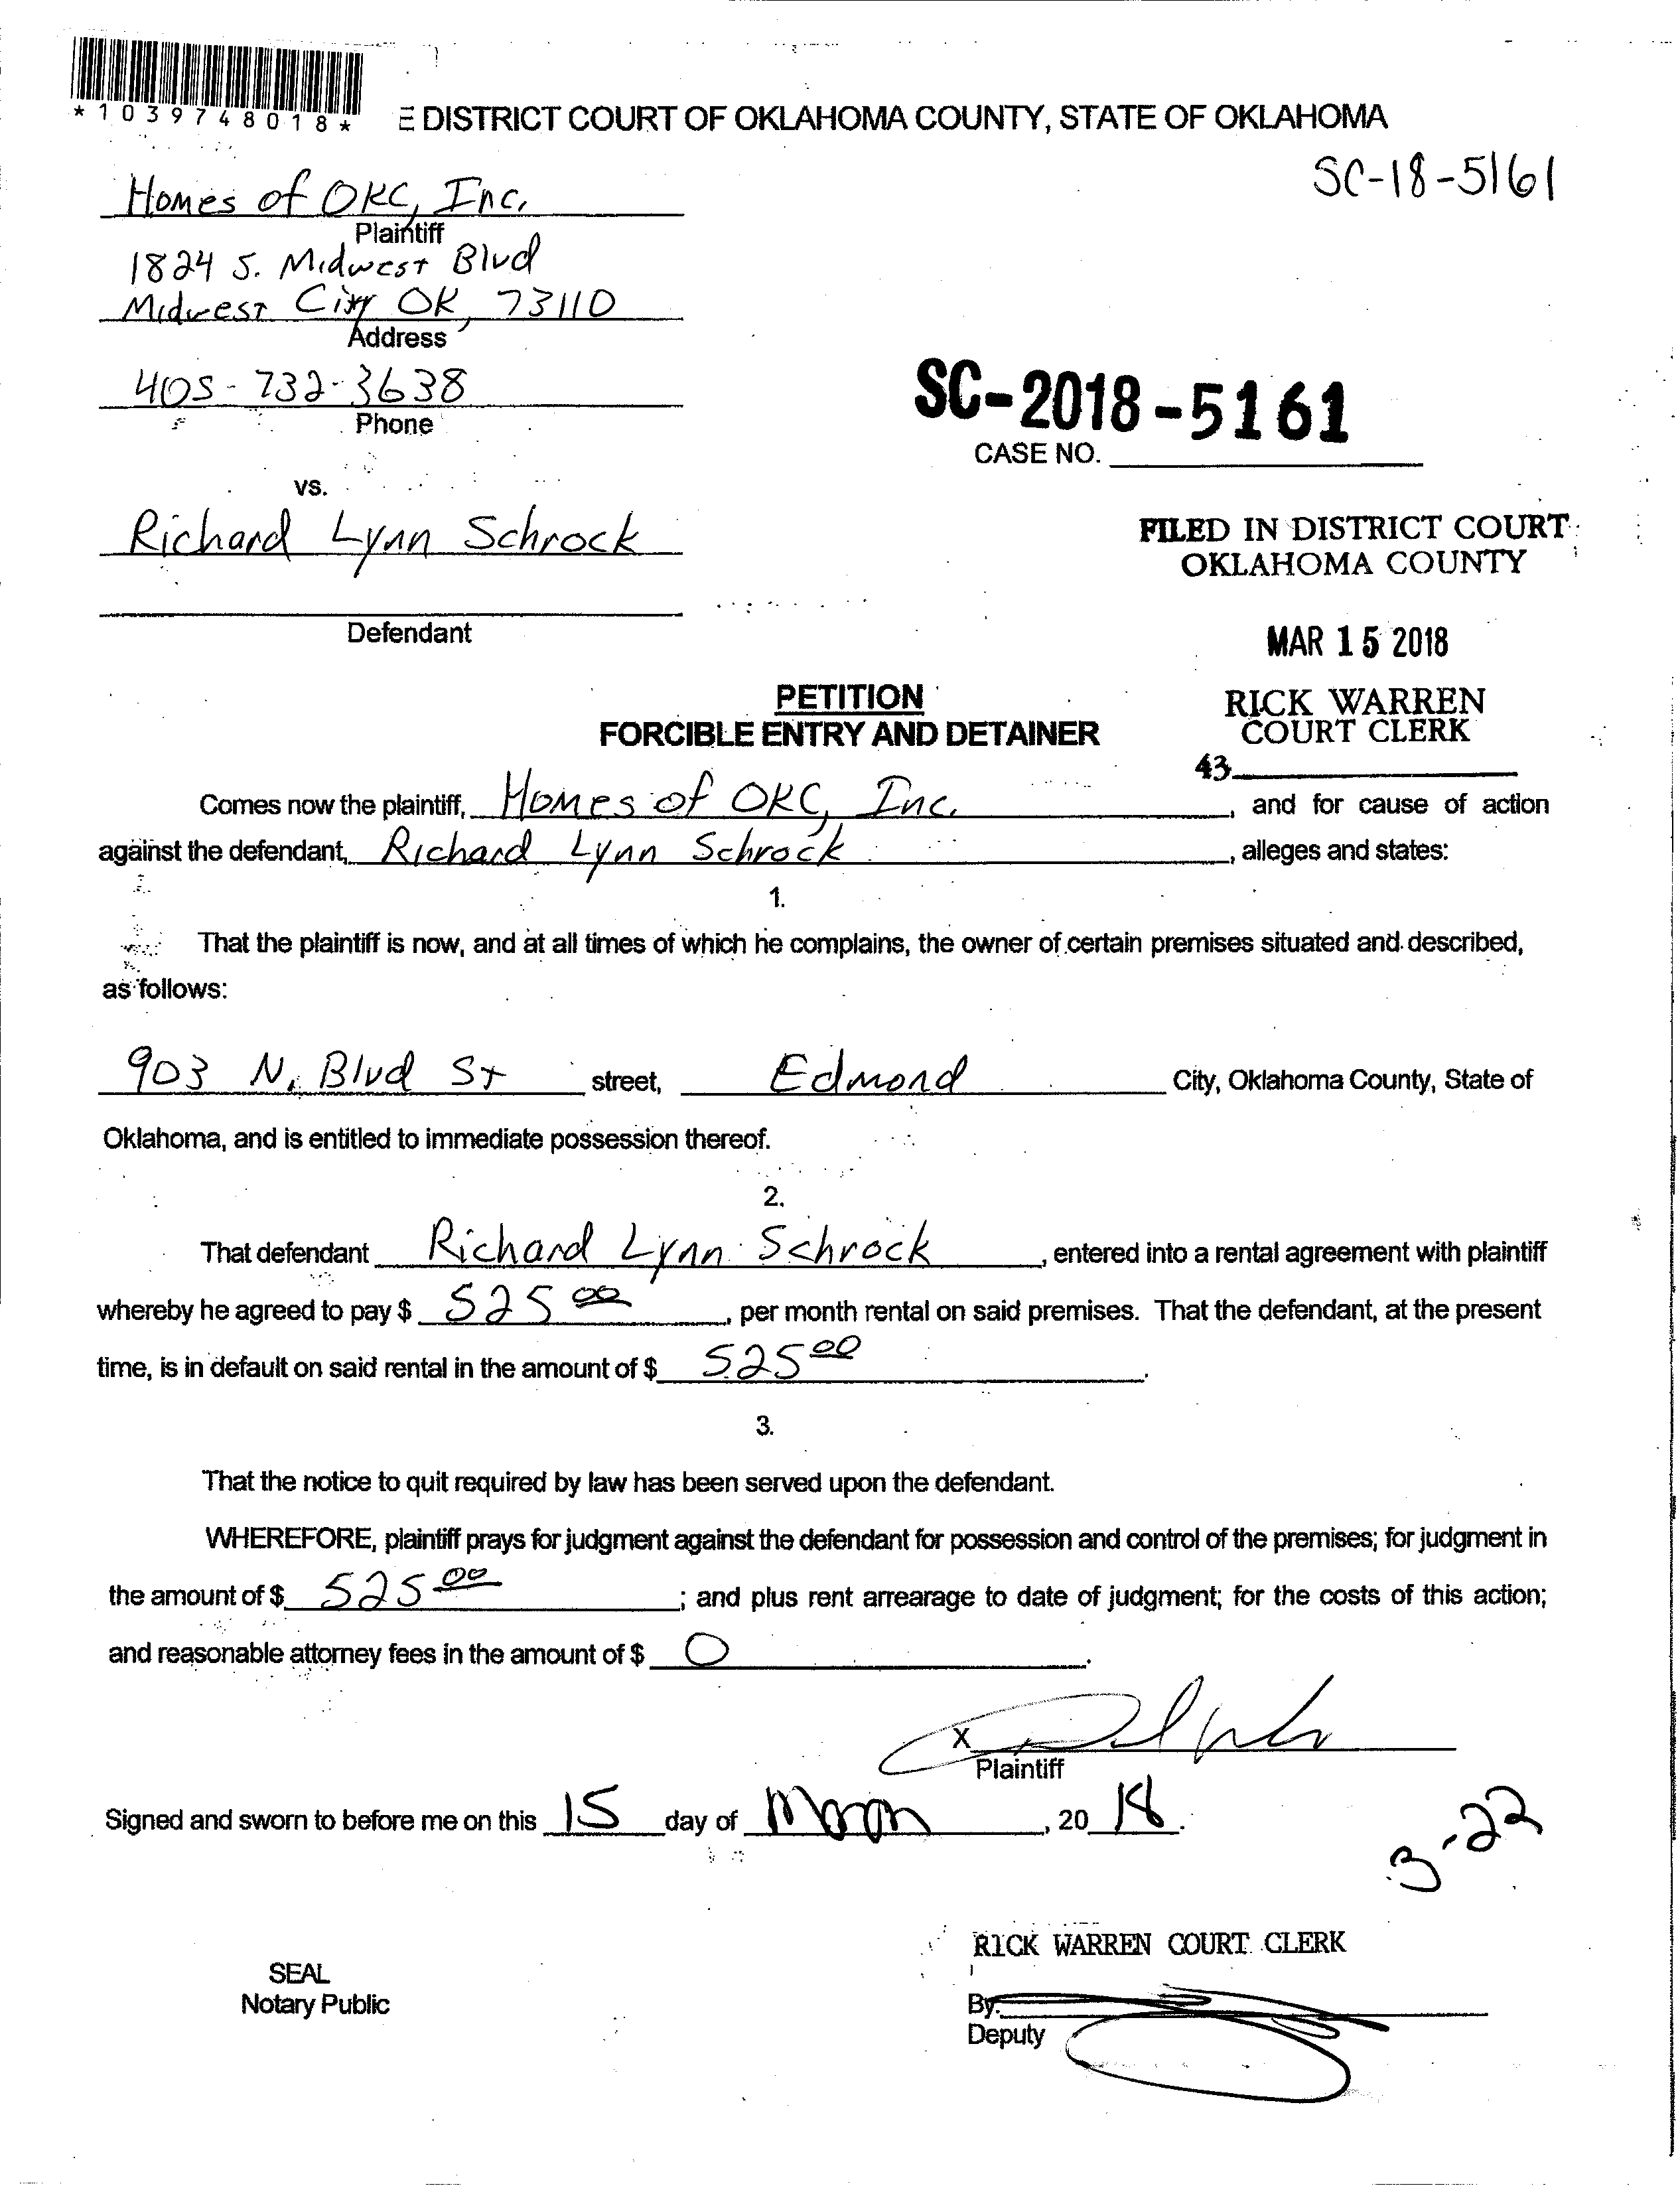 *1039748018*
E DISTRICT COURT OF OKLAHOMA COUNTY, STATE OF OKLAHOMA
SC-18-5161
Homes of OKC, Inc.
Plaintiff
1824 S. Midwest Blvd
Midwest City OK, 73110
Address
405-732-3638
Phone
SC-2018-5161
CASE NO.
vs.
Richard Lynn Schrock
Defendant
FILED IN DISTRICT COURT
OKLAHOMA COUNTY
MAR 15 2018
RICK WARREN
COURT CLERK
43
PETITION
FORCIBLE ENTRY AND DETAINER
Comes now the plaintiff, Homes of OKC, Inc. , and for cause of action
against the defendant, Richard Lynn Schrock , alleges and states:
1.
That the plaintiff is now, and at all times of which he complains, the owner of certain premises situated and described,
as follows:
903 N. Blvd St street, Edmond City, Oklahoma County, State of
Oklahoma, and is entitled to immediate possession thereof.
2.
That defendant Richard Lynn Schrock , entered into a rental agreement with plaintiff
whereby he agreed to pay $ 525 00 , per month rental on said premises. That the defendant, at the present
time, is in default on said rental in the amount of $ 525 00 .
3.
That the notice to quit required by law has been served upon the defendant.
WHEREFORE, plaintiff prays for judgment against the defendant for possession and control of the premises; for judgment in
the amount of $ 525 00 ; and plus rent arrearage to date of judgment; for the costs of this action;
and reasonable attorney fees in the amount of $ 0 .
X
Plaintiff
Signed and sworn to before me on this 15 day of March , 20 18 .
3-22
RICK WARREN COURT CLERK
SEAL
Notary Public
By:
Deputy